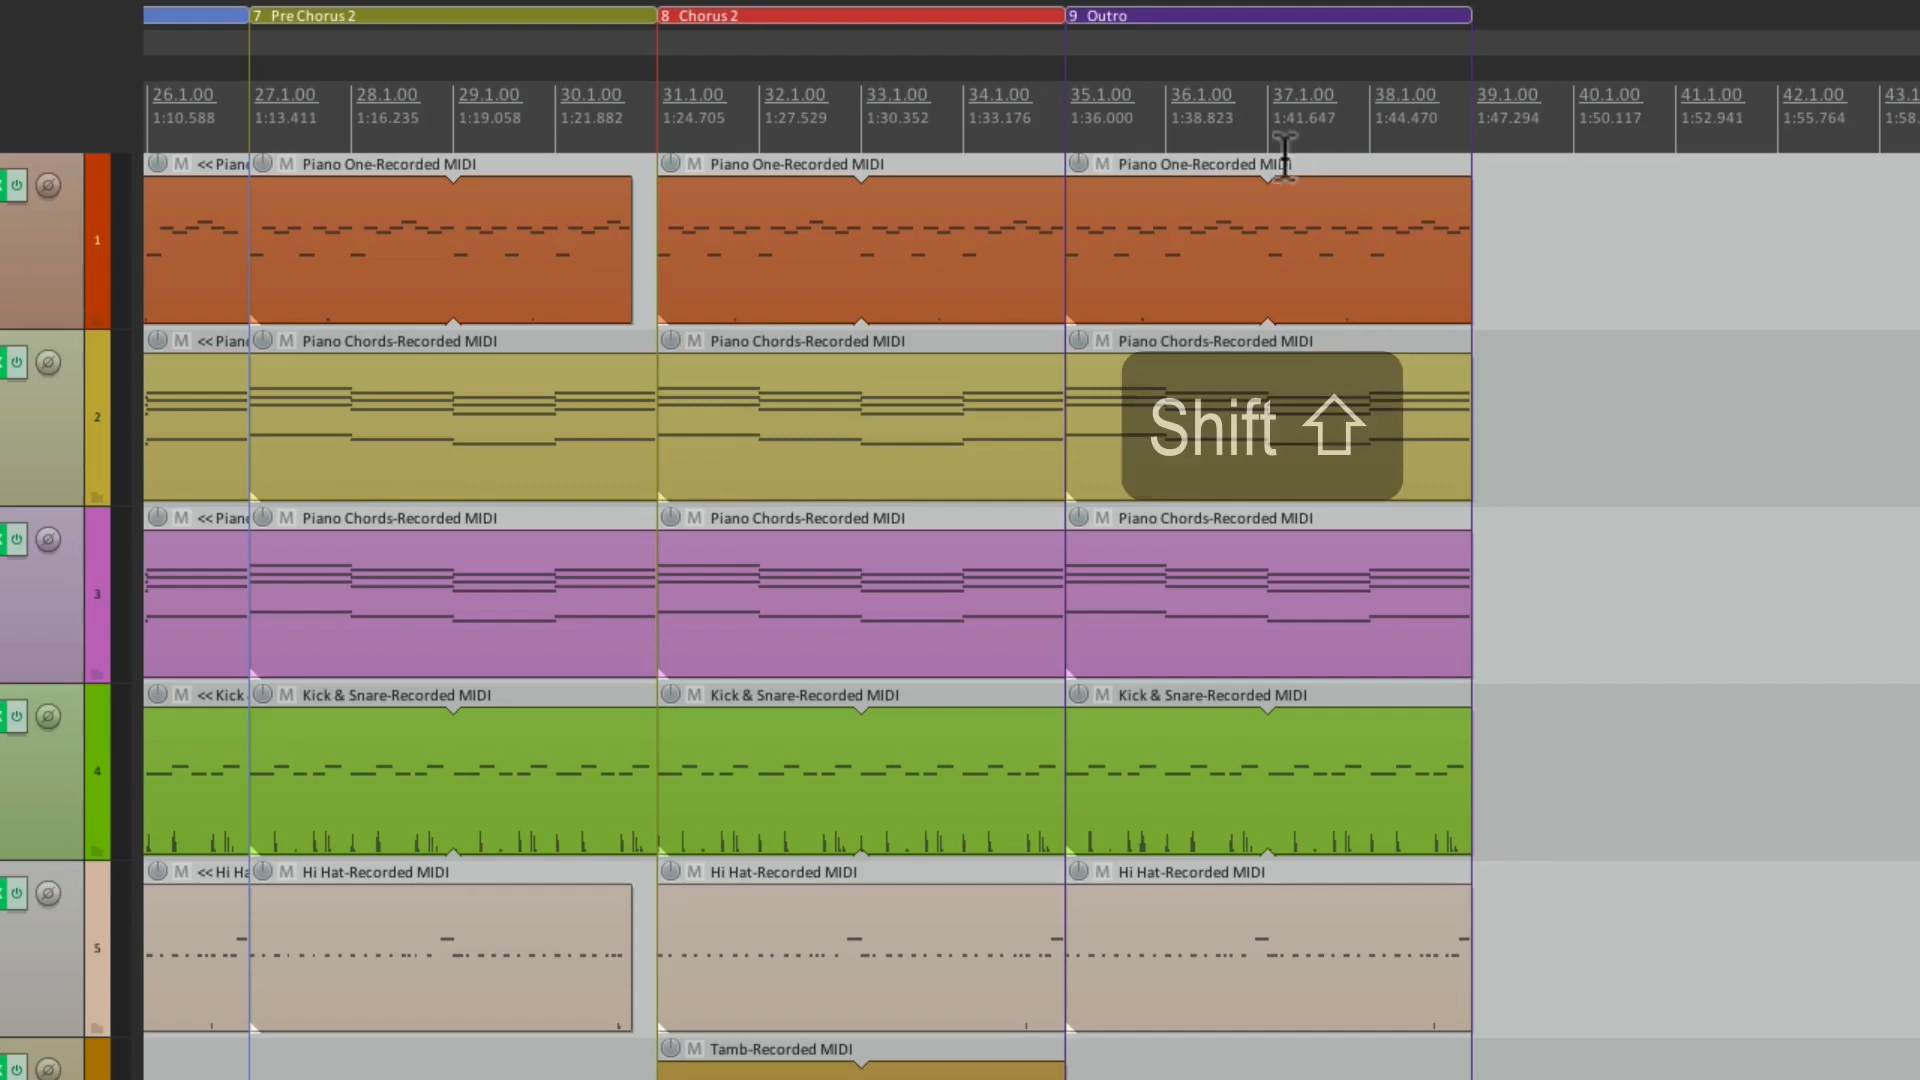 7 Pre Chorus 2 8 Chorus 2 9 Outro
26.1.00 27.1.00 28.1.00 29.1.00 30.1.00 31.1.00 32.1.00 33.1.00 34.1.00 35.1.00 36.1.00 37.1.00 38.1.00 39.1.00 40.1.00 41.1.00 42.1.00 43.1
1:10.588 1:13.411 1:16.235 1:19.058 1:21.882 1:24.705 1:27.529 1:30.352 1:33.176 1:36.000 1:38.823 1:41.647 1:44.470 1:47.294 1:50.117 1:52.941 1:55.764 1:58.
M << Piano M Piano One-Recorded MIDI M Piano One-Recorded MIDI M Piano One-Recorded MIDI
1
M << Piano M Piano Chords-Recorded MIDI M Piano Chords-Recorded MIDI M Piano Chords-Recorded MIDI
2 Shift
M << Piano M Piano Chords-Recorded MIDI M Piano Chords-Recorded MIDI M Piano Chords-Recorded MIDI
3
M << Kick M Kick & Snare-Recorded MIDI M Kick & Snare-Recorded MIDI M Kick & Snare-Recorded MIDI
4
M << Hi Ha M Hi Hat-Recorded MIDI M Hi Hat-Recorded MIDI M Hi Hat-Recorded MIDI
5
M Tamb-Recorded MIDI